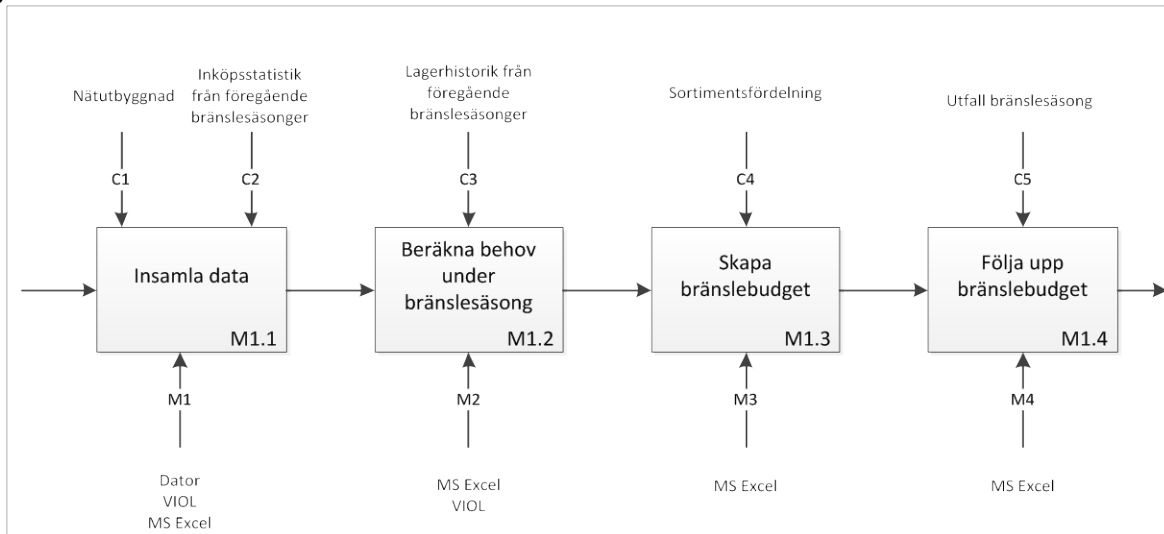 Nätutbyggnad
Inköpsstatistik
från föregående
bränslesäsonger
Lagerhistorik från
föregående
bränslesäsonger
Sortimentsfördelning
Utfall bränslesäsong
C1
C2
C3
C4
C5
Insamla data
M1.1
Beräkna behov
under
bränslesäsong
M1.2
Skapa
bränslebudget
M1.3
Följa upp
bränslebudget
M1.4
M1
M2
M3
M4
Dator
VIOL
MS Excel
MS Excel
VIOL
MS Excel
MS Excel